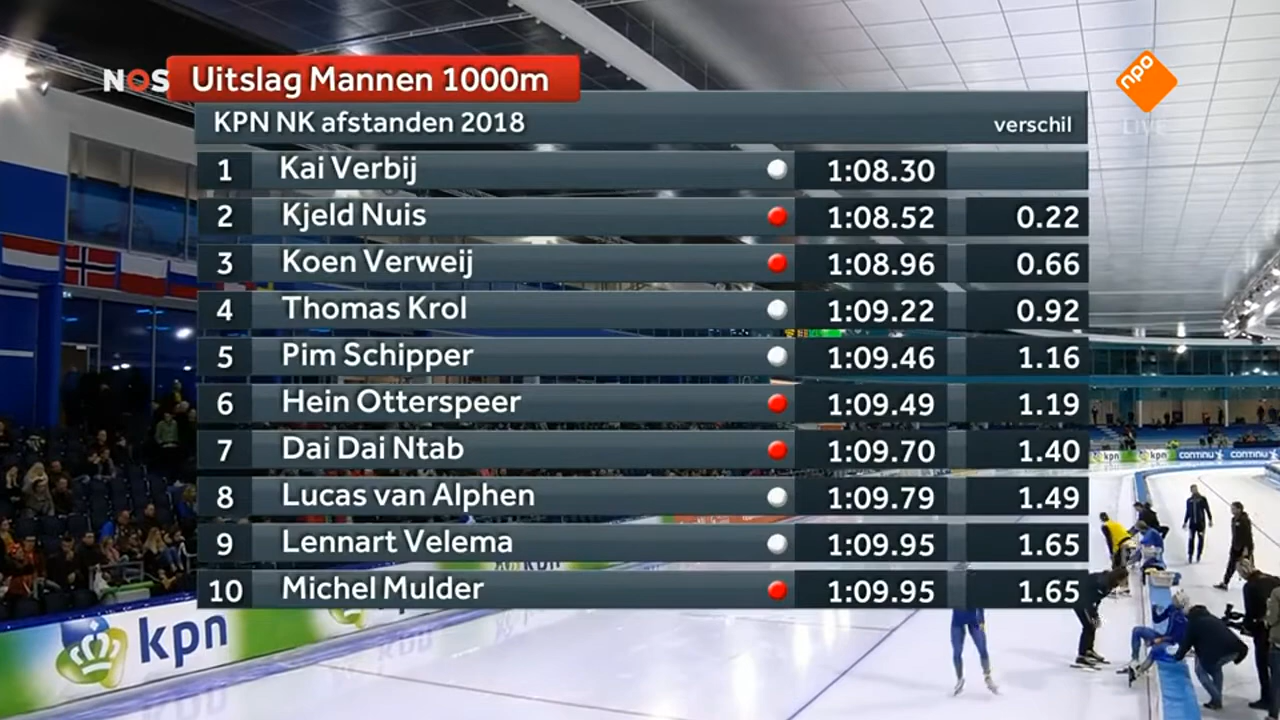 NOS Uitslag Mannen 1000m
npo
KPN NK afstanden 2018 verschil
LIVE
1 Kai Verbij 1:08.30
2 Kjeld Nuis 1:08.52 0.22
3 Koen Verweij 1:08.96 0.66
4 Thomas Krol 1:09.22 0.92
5 Pim Schipper 1:09.46 1.16
6 Hein Otterspeer 1:09.49 1.19
7 Dai Dai Ntab 1:09.70 1.40
kpn kpn CONTINU CONTINU
8 Lucas van Alphen 1:09.79 1.49
9 Lennart Velema 1:09.95 1.65
10 Michel Mulder 1:09.95 1.65
kpn